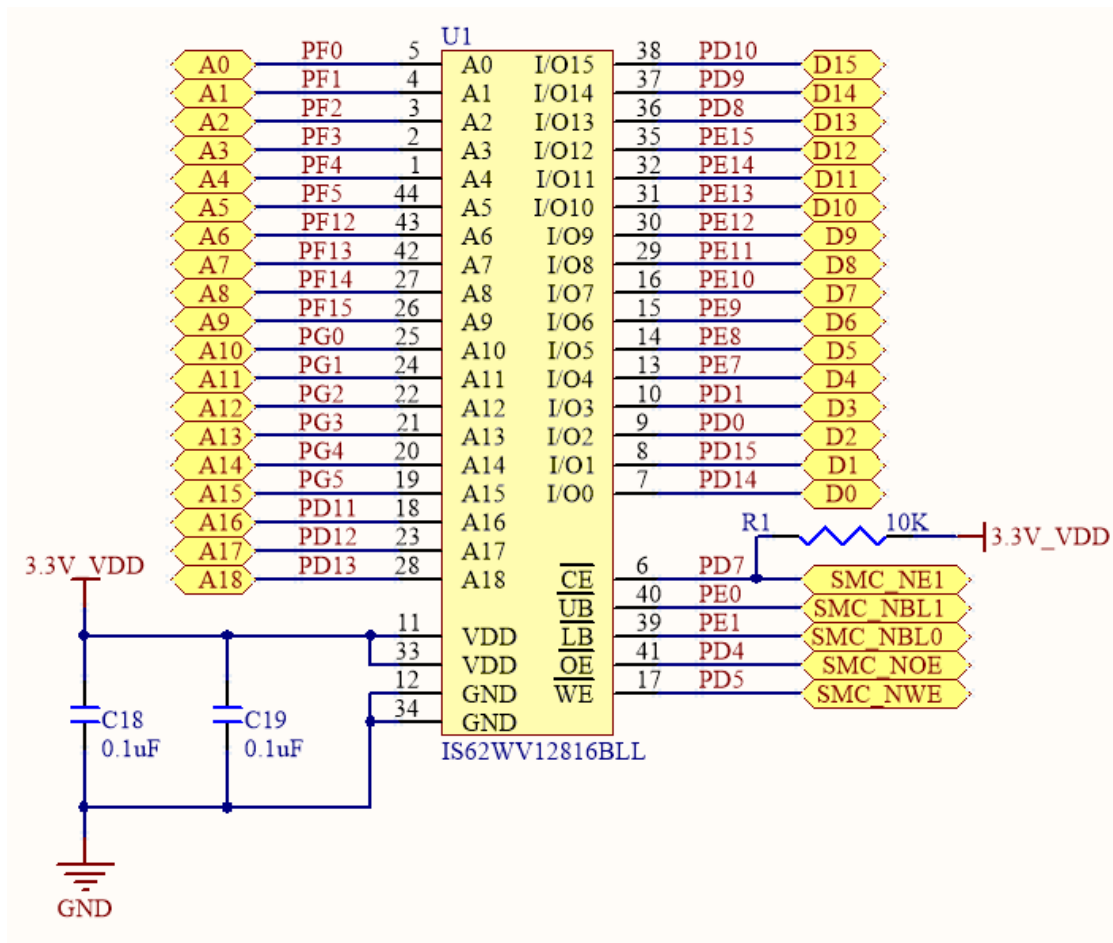 U1
A0 PF0 5 A0 I/O15 38 PD10 D15
A1 PF1 4 A1 I/O14 37 PD9 D14
A2 PF2 3 A2 I/O13 36 PD8 D13
A3 PF3 2 A3 I/O12 35 PE15 D12
A4 PF4 1 A4 I/O11 32 PE14 D11
A5 PF5 44 A5 I/O10 31 PE13 D10
A6 PF12 43 A6 I/O9 30 PE12 D9
A7 PF13 42 A7 I/O8 29 PE11 D8
A8 PF14 27 A8 I/O7 16 PE10 D7
A9 PF15 26 A9 I/O6 15 PE9 D6
A10 PG0 25 A10 I/O5 14 PE8 D5
A11 PG1 24 A11 I/O4 13 PE7 D4
A12 PG2 22 A12 I/O3 10 PD1 D3
A13 PG3 21 A13 I/O2 9 PD0 D2
A14 PG4 20 A14 I/O1 8 PD15 D1
A15 PG5 19 A15 I/O0 7 PD14 D0
A16 PD11 18 A16 R1 10K 3.3V_VDD
A17 PD12 23 A17
3.3V_VDD
A18 PD13 28 A18 CE 6 PD7 SMC_NE1
UB 40 PE0 SMC_NBL1
11 VDD LB 39 PE1 SMC_NBL0
33 VDD OE 41 PD4 SMC_NOE
12 GND WE 17 PD5 SMC_NWE
34 GND
C18 C19
0.1uF 0.1uF
IS62WV12816BLL
GND